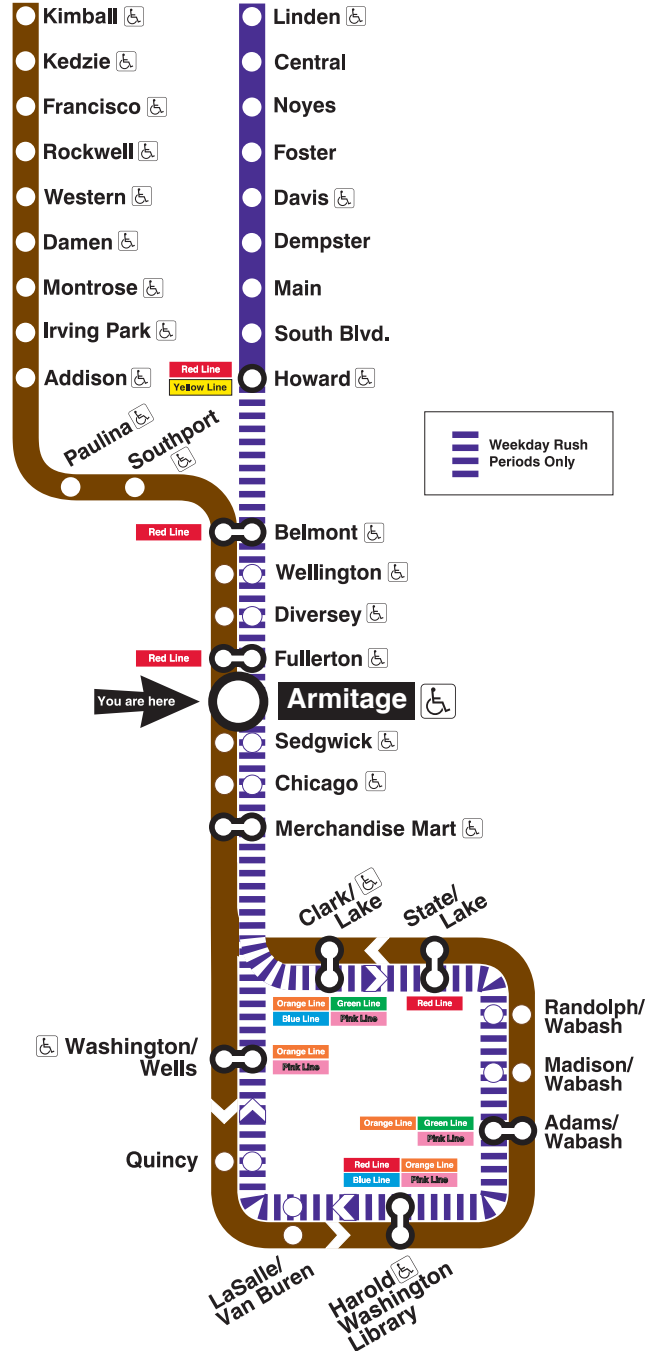 Kimball
Kedzie
Francisco
Rockwell
Western
Damen
Montrose
Irving Park
Addison
Paulina
Southport
Linden
Central
Noyes
Foster
Davis
Dempster
Main
South Blvd.
Red Line
Yellow Line
Howard
Weekday Rush
Periods Only
Red Line
Belmont
Wellington
Diversey
Red Line
Fullerton
You are here
Armitage
Sedgwick
Chicago
Merchandise Mart
Clark/
Lake
State/
Lake
Orange Line
Green Line
Blue Line
Pink Line
Red Line
Randolph/
Wabash
Washington/
Wells
Orange Line
Pink Line
Madison/
Wabash
Orange Line
Green Line
Pink Line
Adams/
Wabash
Quincy
Red Line
Orange Line
Blue Line
Pink Line
LaSalle/
Van Buren
Harold
Washington
Library